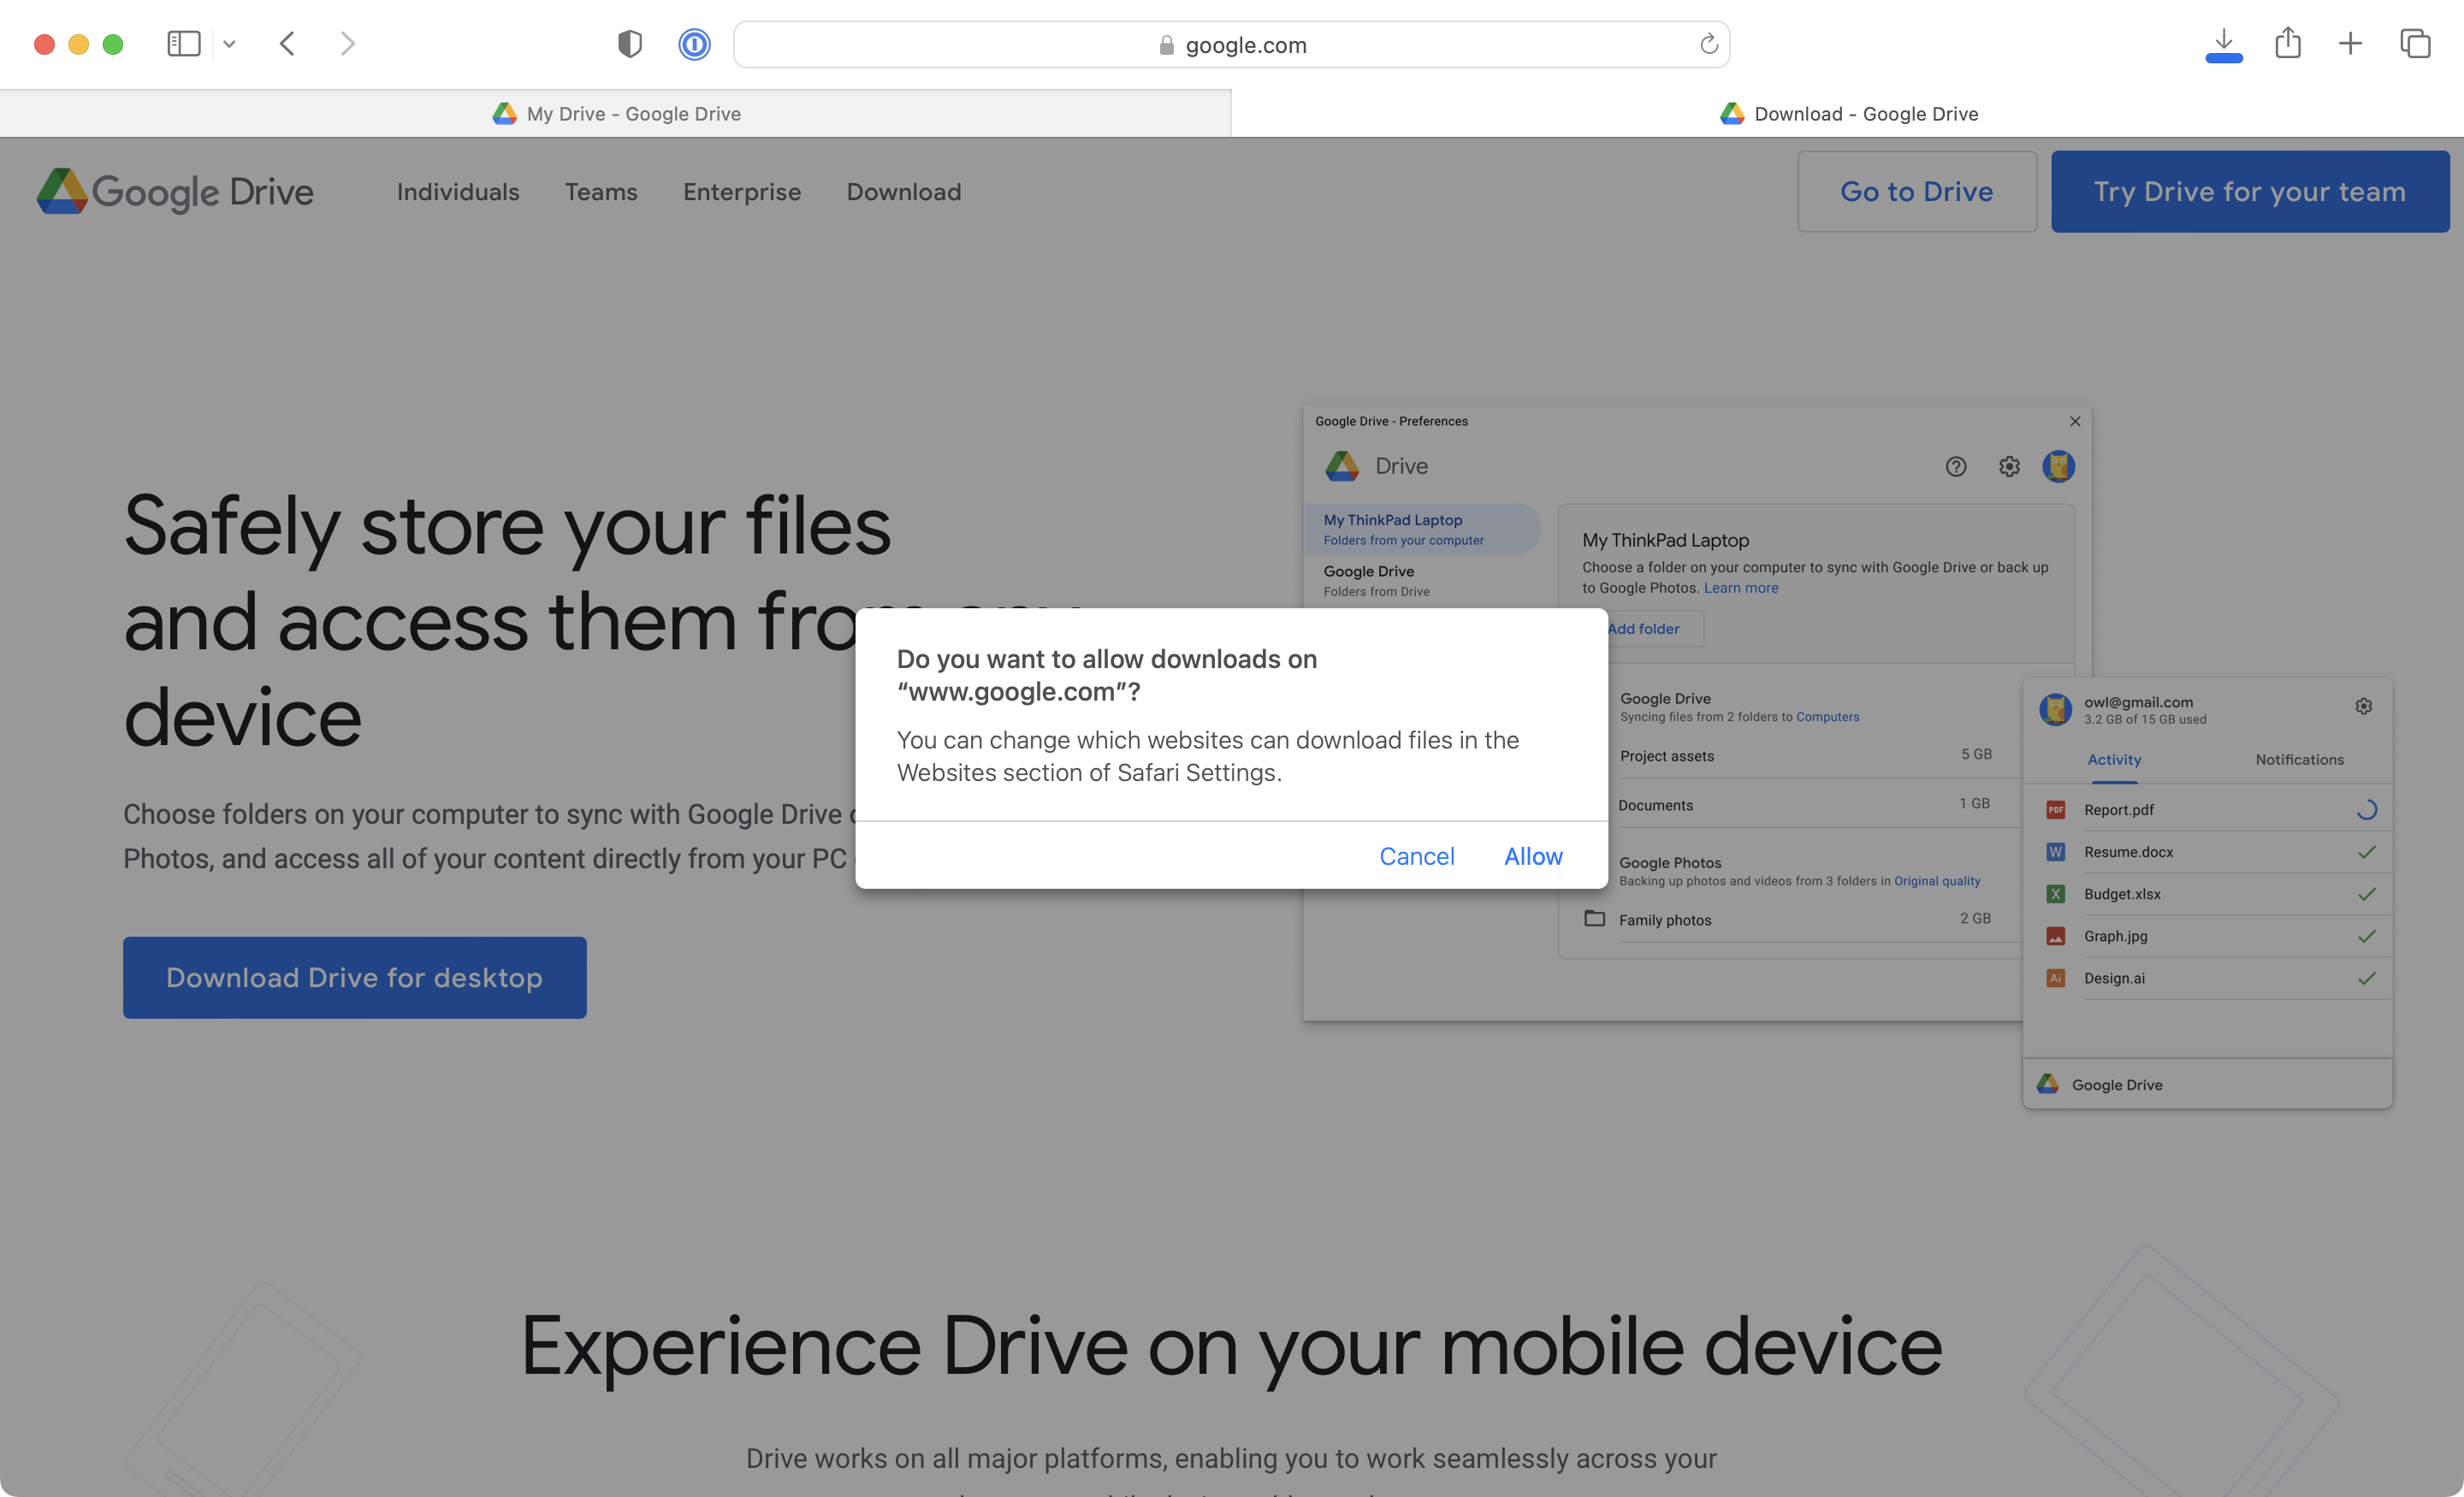 google.com
My Drive - Google Drive
Download - Google Drive
Google Drive
Individuals
Teams
Enterprise
Download
Go to Drive
Try Drive for your team
Safely store your files
and access them from any
device
Choose folders on your computer to sync with Google Drive
Photos, and access all of your content directly from your PC
Download Drive for desktop
Google Drive - Preferences
Drive
My ThinkPad Laptop
Folders from your computer
Google Drive
Folders from Drive
My ThinkPad Laptop
Choose a folder on your computer to sync with Google Drive or back up
to Google Photos. Learn more
Add folder
Google Drive
Syncing files from 2 folders to Computers
Project assets
5 GB
Documents
1 GB
Google Photos
Backing up photos and videos from 3 folders in Original quality
Family photos
2 GB
owl@gmail.com
3.2 GB of 15 GB used
Activity
Notifications
PDF
Report.pdf
W
Resume.docx
X
Budget.xlsx
Graph.jpg
Ai
Design.ai
Google Drive
Do you want to allow downloads on
“www.google.com”?
You can change which websites can download files in the
Websites section of Safari Settings.
Cancel
Allow
Experience Drive on your mobile device
Drive works on all major platforms, enabling you to work seamlessly across your